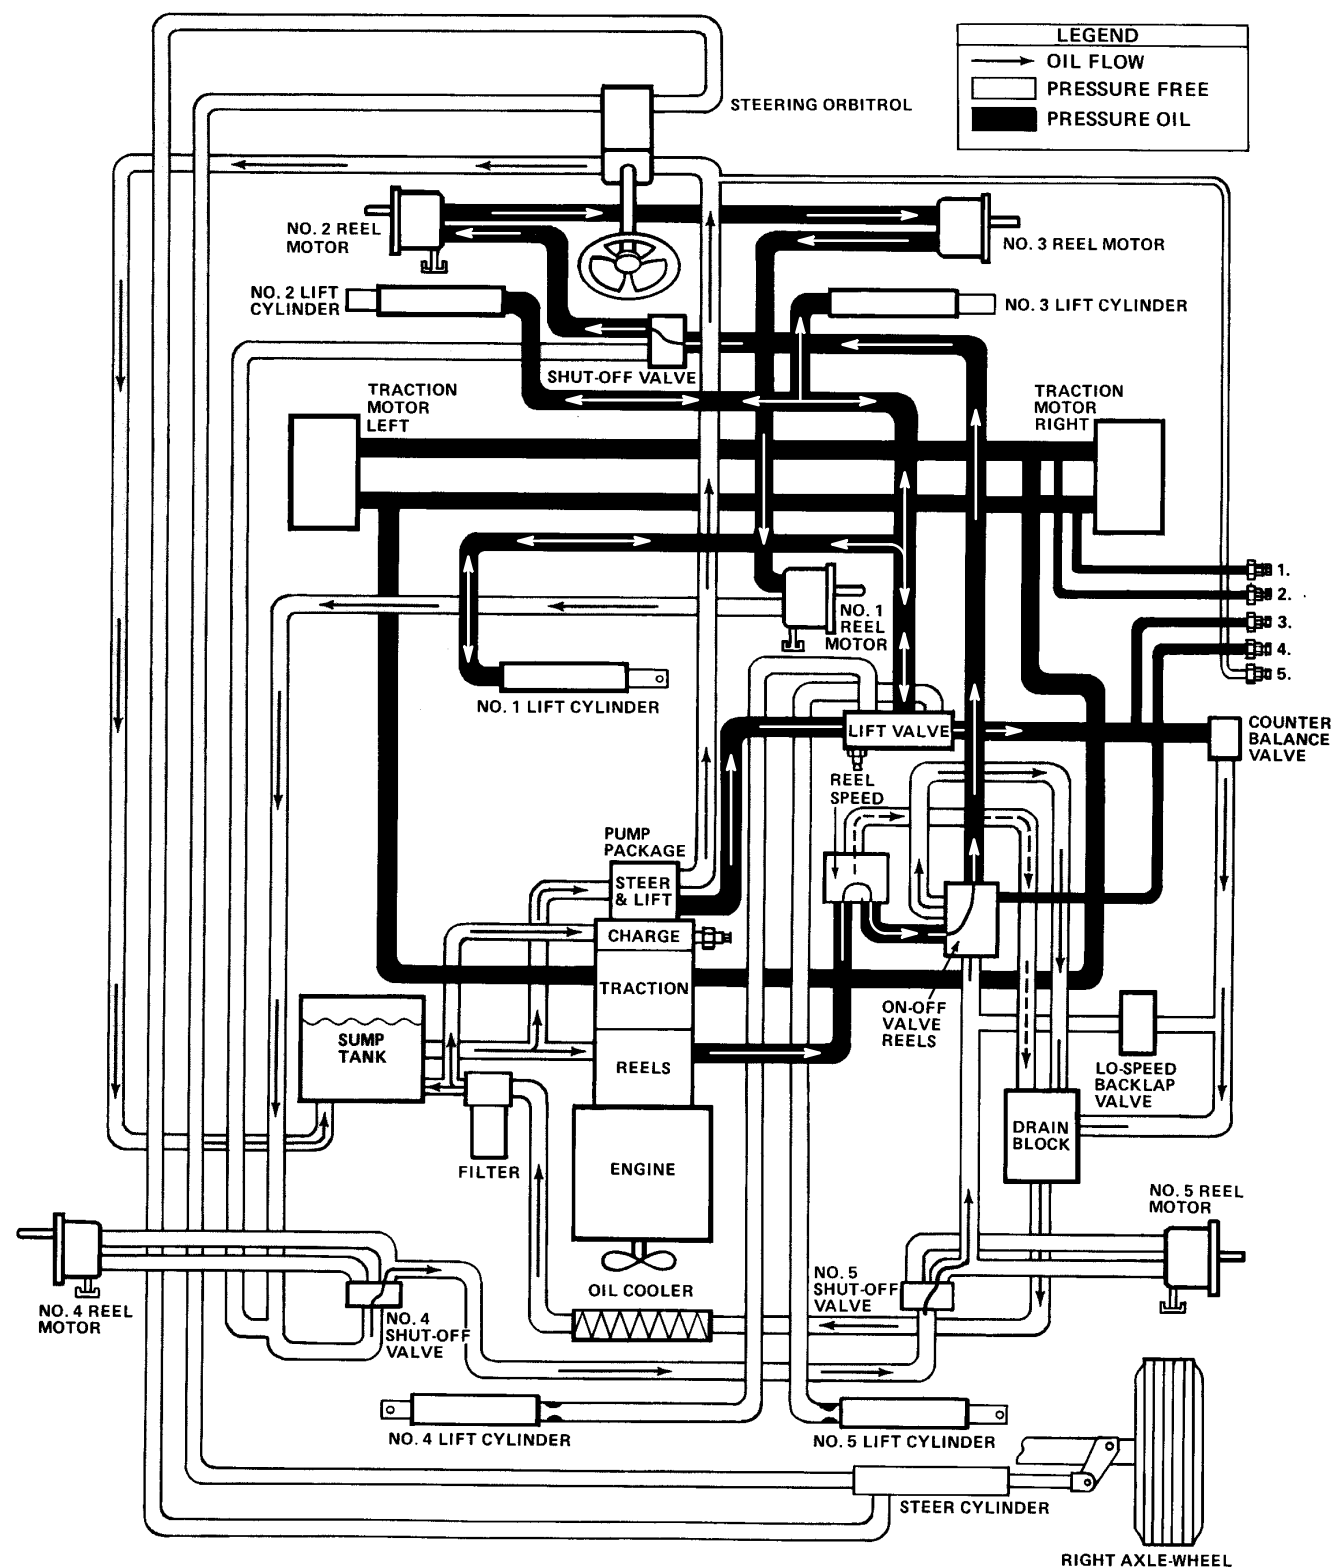 LEGEND
OIL FLOW
PRESSURE FREE
PRESSURE OIL
STEERING ORBITROL
NO. 2 REEL
MOTOR
NO. 3 REEL MOTOR
NO. 2 LIFT
CYLINDER
NO. 3 LIFT CYLINDER
SHUT-OFF VALVE
TRACTION
MOTOR
LEFT
TRACTION
MOTOR
RIGHT
1.
2.
3.
4.
5.
NO. 1
REEL
MOTOR
NO. 1 LIFT CYLINDER
LIFT VALVE
COUNTER
BALANCE
VALVE
REEL
SPEED
PUMP
PACKAGE
STEER
& LIFT
CHARGE
TRACTION
REELS
ON-OFF
VALVE
REELS
SUMP
TANK
LO-SPEED
BACKLAP
VALVE
DRAIN
BLOCK
FILTER
ENGINE
NO. 5 REEL
MOTOR
OIL COOLER
NO. 5
SHUT-OFF
VALVE
NO. 4 REEL
MOTOR
NO. 4
SHUT-OFF
VALVE
NO. 4 LIFT CYLINDER
NO. 5 LIFT CYLINDER
STEER CYLINDER
RIGHT AXLE-WHEEL